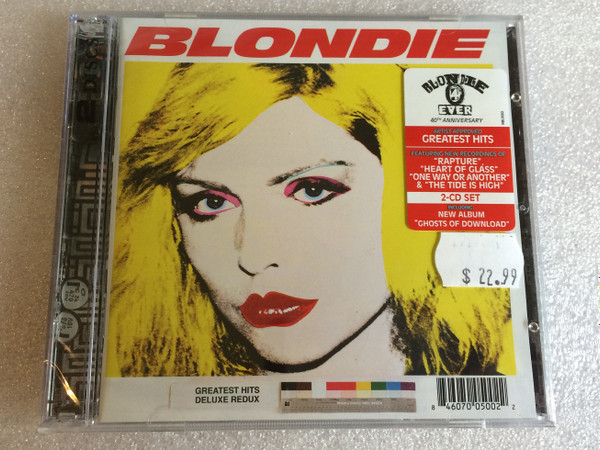 BLONDIE
BLONDIE
4
EVER
40TH ANNIVERSARY
ARTIST APPROVED
GREATEST HITS
FEATURING NEW RECORDINGS OF
"RAPTURE",
"HEART OF GLASS"
"ONE WAY OR ANOTHER"
& "THE TIDE IS HIGH"
2-CD SET
INCLUDING
NEW ALBUM
"GHOSTS OF DOWNLOAD"
$ 22.99
GREATEST HITS
DELUXE REDUX
8 46070 05002 2